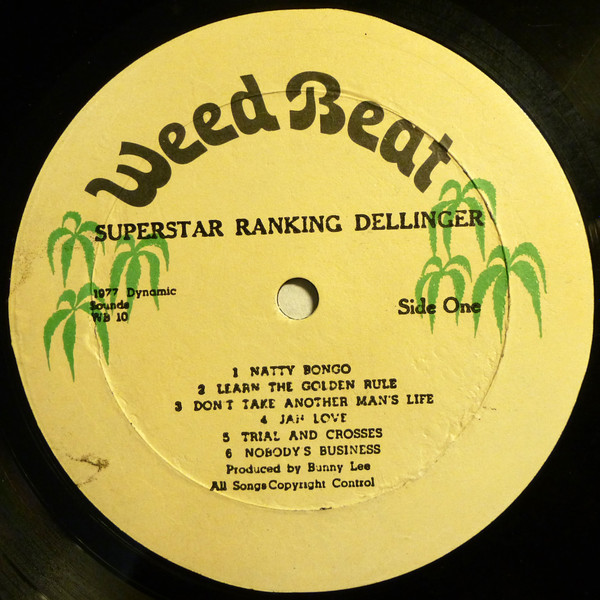 Weed Beat
SUPERSTAR RANKING DELLINGER
1977 Dynamic
Sounds
WB 10
Side One
1 NATTY BONGO
2 LEARN THE GOLDEN RULE
3 DON'T TAKE ANOTHER MAN'S LIFE
4 JAH LOVE
5 TRIAL AND CROSSES
6 NOBODY'S BUSINESS
Produced by Bunny Lee
All Songs Copyright Control